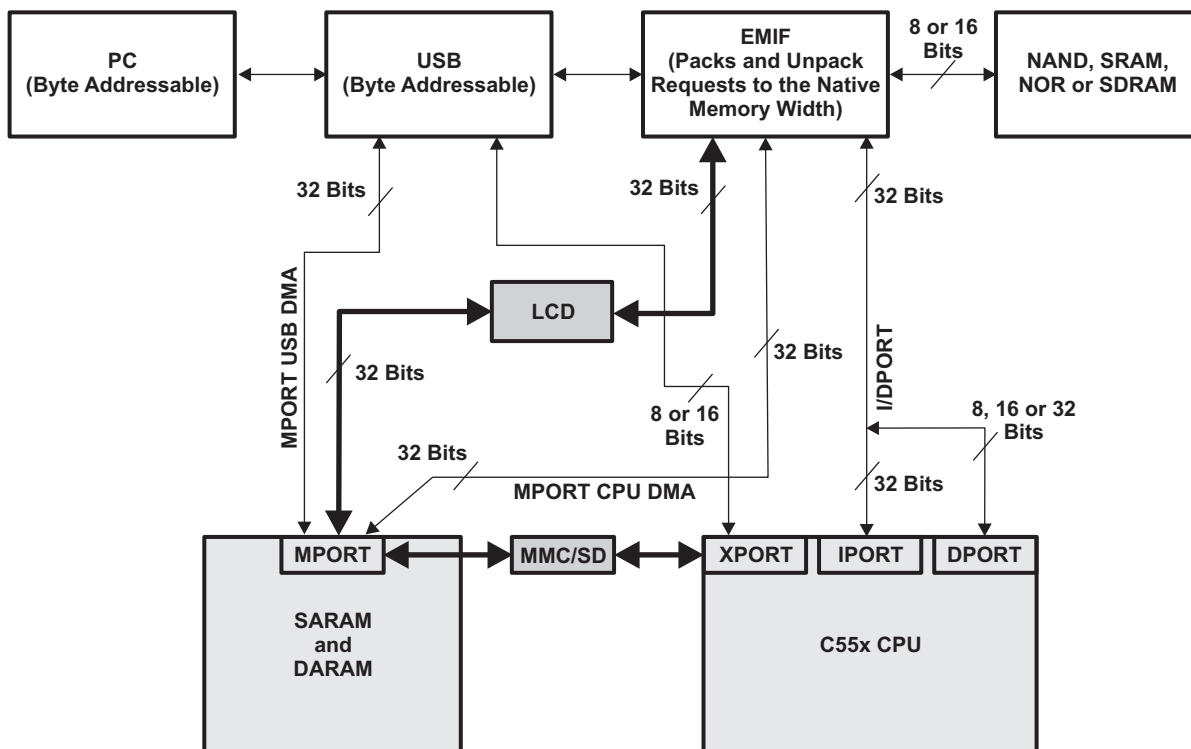 PC
(Byte Addressable)
USB
(Byte Addressable)
EMIF
(Packs and Unpack
Requests to the Native
Memory Width)
8 or 16
Bits
NAND, SRAM,
NOR or SDRAM
32 Bits
32 Bits
32 Bits
MPORT USB DMA
LCD
32 Bits
32 Bits
I/DPORT
8 or 16
Bits
8, 16 or 32
Bits
32 Bits
MPORT CPU DMA
32 Bits
MPORT
MMC/SD
XPORT
IPORT
DPORT
SARAM
and
DARAM
C55x CPU